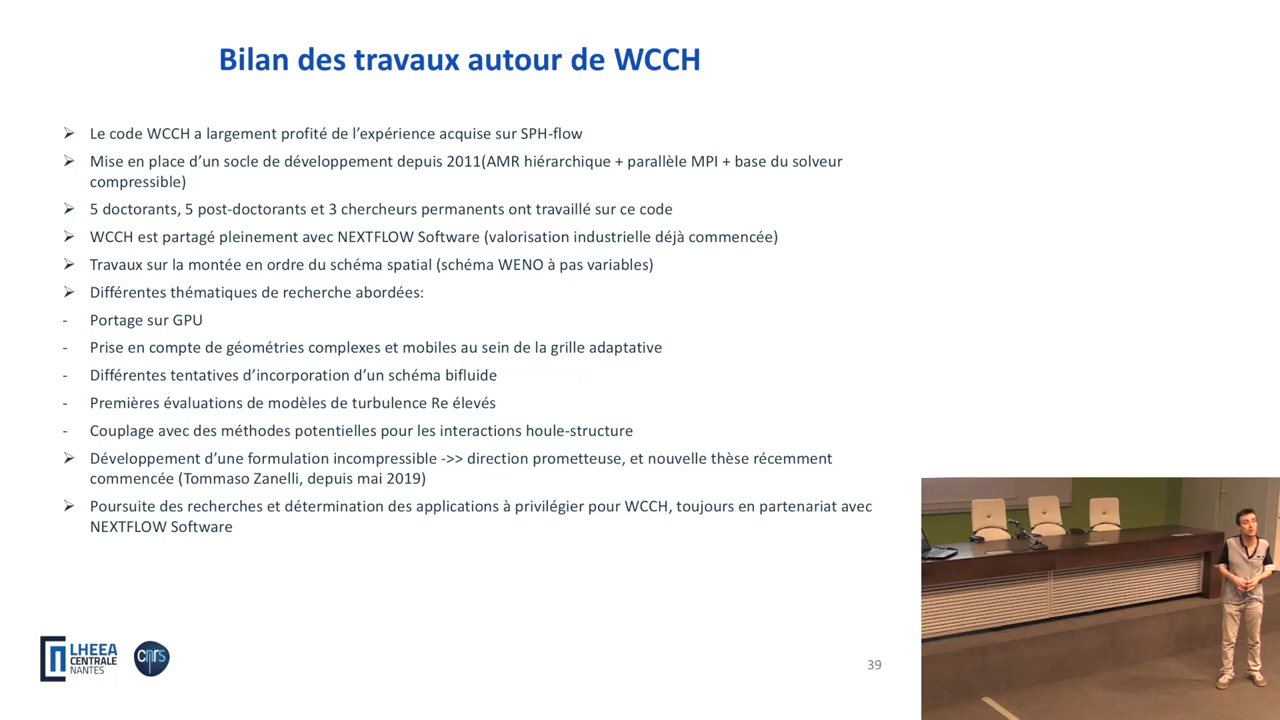 Bilan des travaux autour de WCCH
➢ Le code WCCH a largement profité de l'expérience acquise sur SPH-flow
➢ Mise en place d'un socle de développement depuis 2011(AMR hiérarchique + parallèle MPI + base du solveur
compressible)
➢ 5 doctorants, 5 post-doctorants et 3 chercheurs permanents ont travaillé sur ce code
➢ WCCH est partagé pleinement avec NEXTFLOW Software (valorisation industrielle déjà commencée)
➢ Travaux sur la montée en ordre du schéma spatial (schéma WENO à pas variables)
➢ Différentes thématiques de recherche abordées:
- Portage sur GPU
- Prise en compte de géométries complexes et mobiles au sein de la grille adaptative
- Différentes tentatives d'incorporation d'un schéma bifluide
- Premières évaluations de modèles de turbulence Re élevés
- Couplage avec des méthodes potentielles pour les interactions houle-structure
➢ Développement d'une formulation incompressible ->> direction prometteuse, et nouvelle thèse récemment
commencée (Tommaso Zanelli, depuis mai 2019)
➢ Poursuite des recherches et détermination des applications à privilégier pour WCCH, toujours en partenariat avec
NEXTFLOW Software
LHEEA
CENTRALE
NANTES
cnrs
39